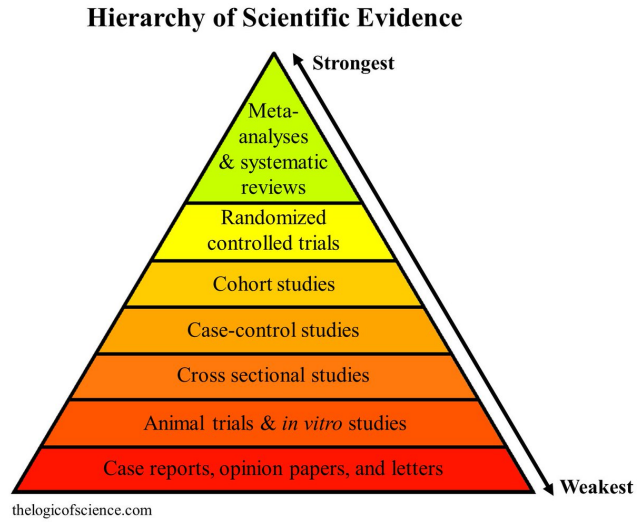 Hierarchy of Scientific Evidence
Strongest
Meta-
analyses
& systematic
reviews
Randomized
controlled trials
Cohort studies
Case-control studies
Cross sectional studies
Animal trials & in vitro studies
Case reports, opinion papers, and letters
Weakest
thelogicofscience.com